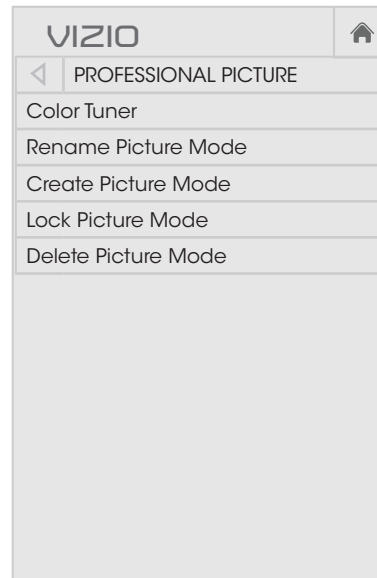 VIZIO
PROFESSIONAL PICTURE
Color Tuner
Rename Picture Mode
Create Picture Mode
Lock Picture Mode
Delete Picture Mode